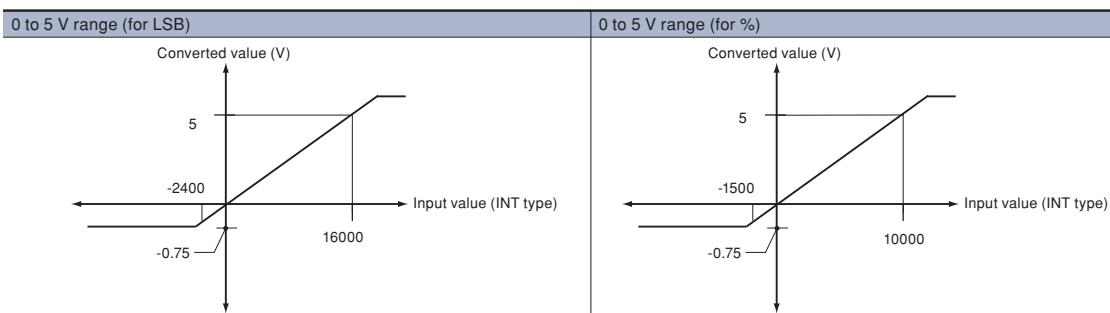 0 to 5 V range (for LSB)
Converted value (V)
5
-2400
Input value (INT type)
16000
-0.75
0 to 5 V range (for %)
Converted value (V)
5
-1500
Input value (INT type)
10000
-0.75